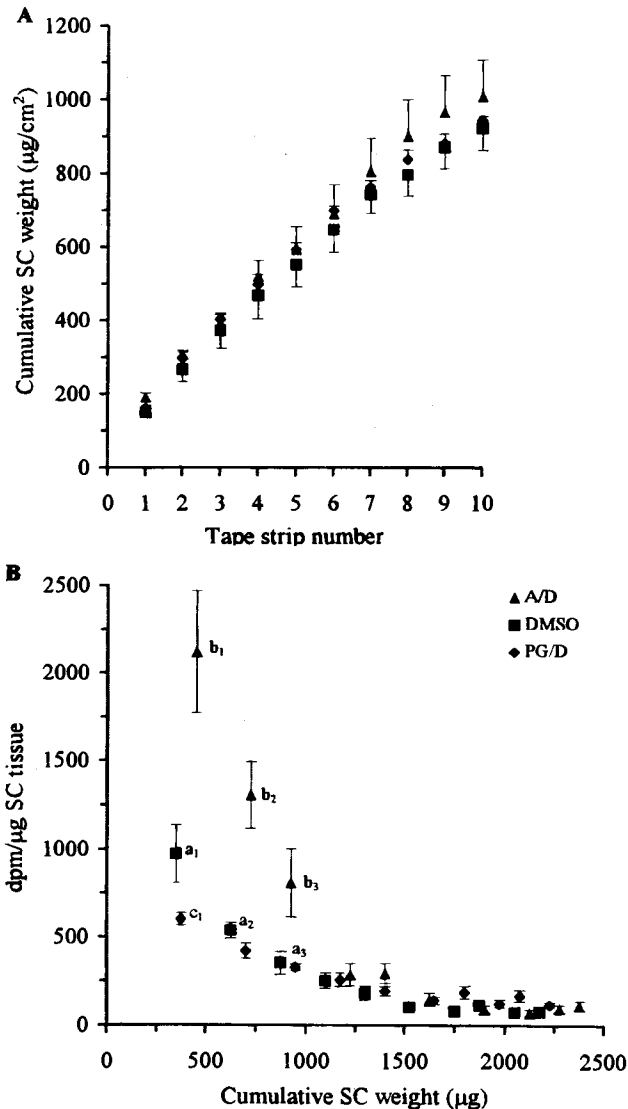 A
1200
1000
800
600
400
200
0
Cumulative SC weight (µg/cm²)
0 1 2 3 4 5 6 7 8 9 10
Tape strip number
B
2500
2000
1500
1000
500
0
dpm/µg SC tissue
A/D
DMSO
PG/D
b₁
b₂
a₁
b₃
c₁
a₂
a₃
500 1000 1500 2000 2500
Cumulative SC weight (µg)